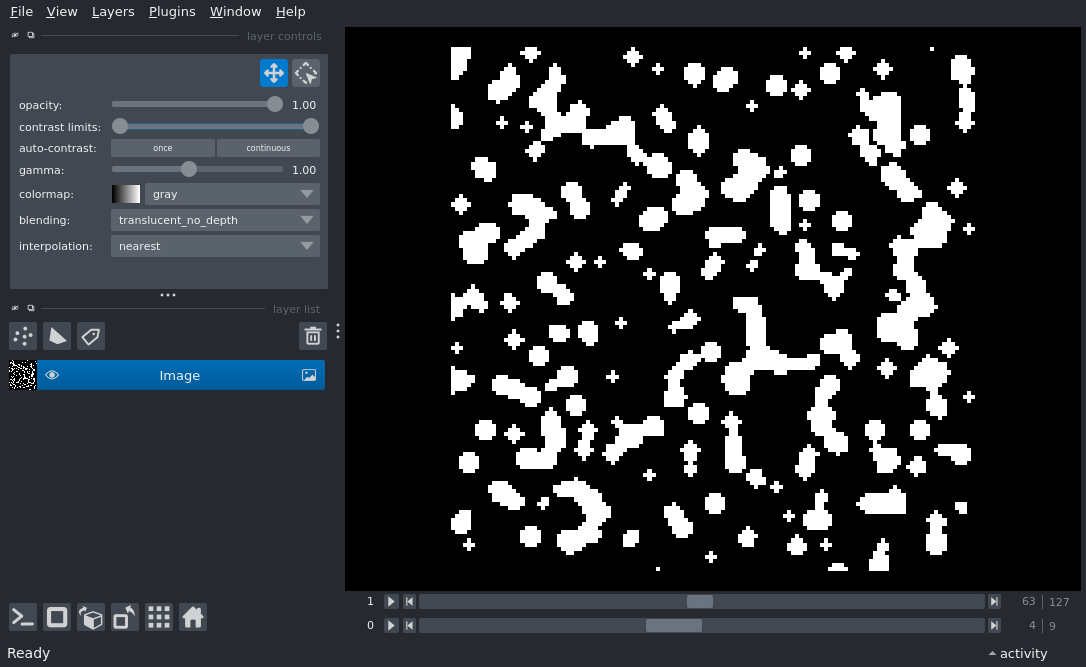 File View Layers Plugins Window Help
layer controls
opacity: 1.00
contrast limits:
auto-contrast: once continuous
gamma: 1.00
colormap: gray
blending: translucent_no_depth
interpolation: nearest
layer list
Image
1 63 127
0 4 9
Ready activity